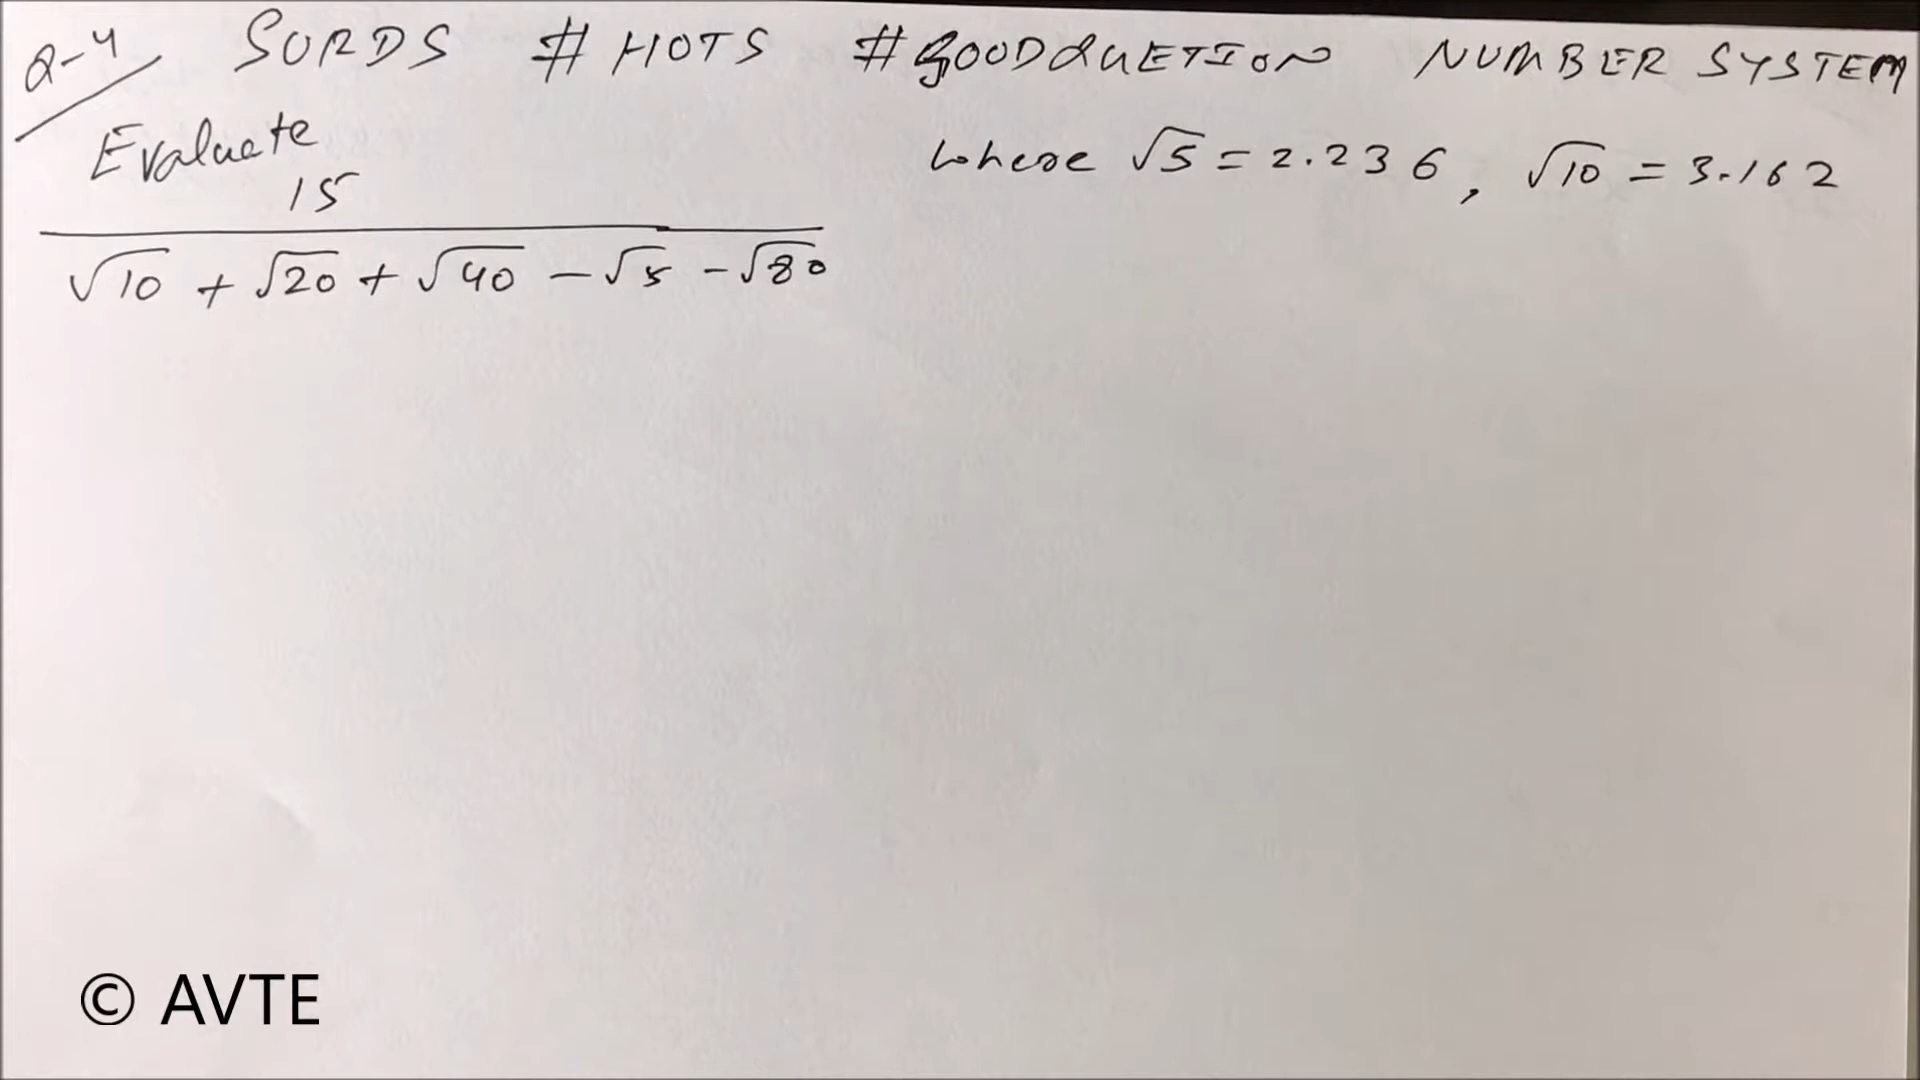 Q-4 SURDS # HOTS # GOODQUETION NUMBER SYSTEM
Evaluate where √5 = 2.236, √10 = 3.162
15
√10 + √20 + √40 - √5 - √80
© AVTE